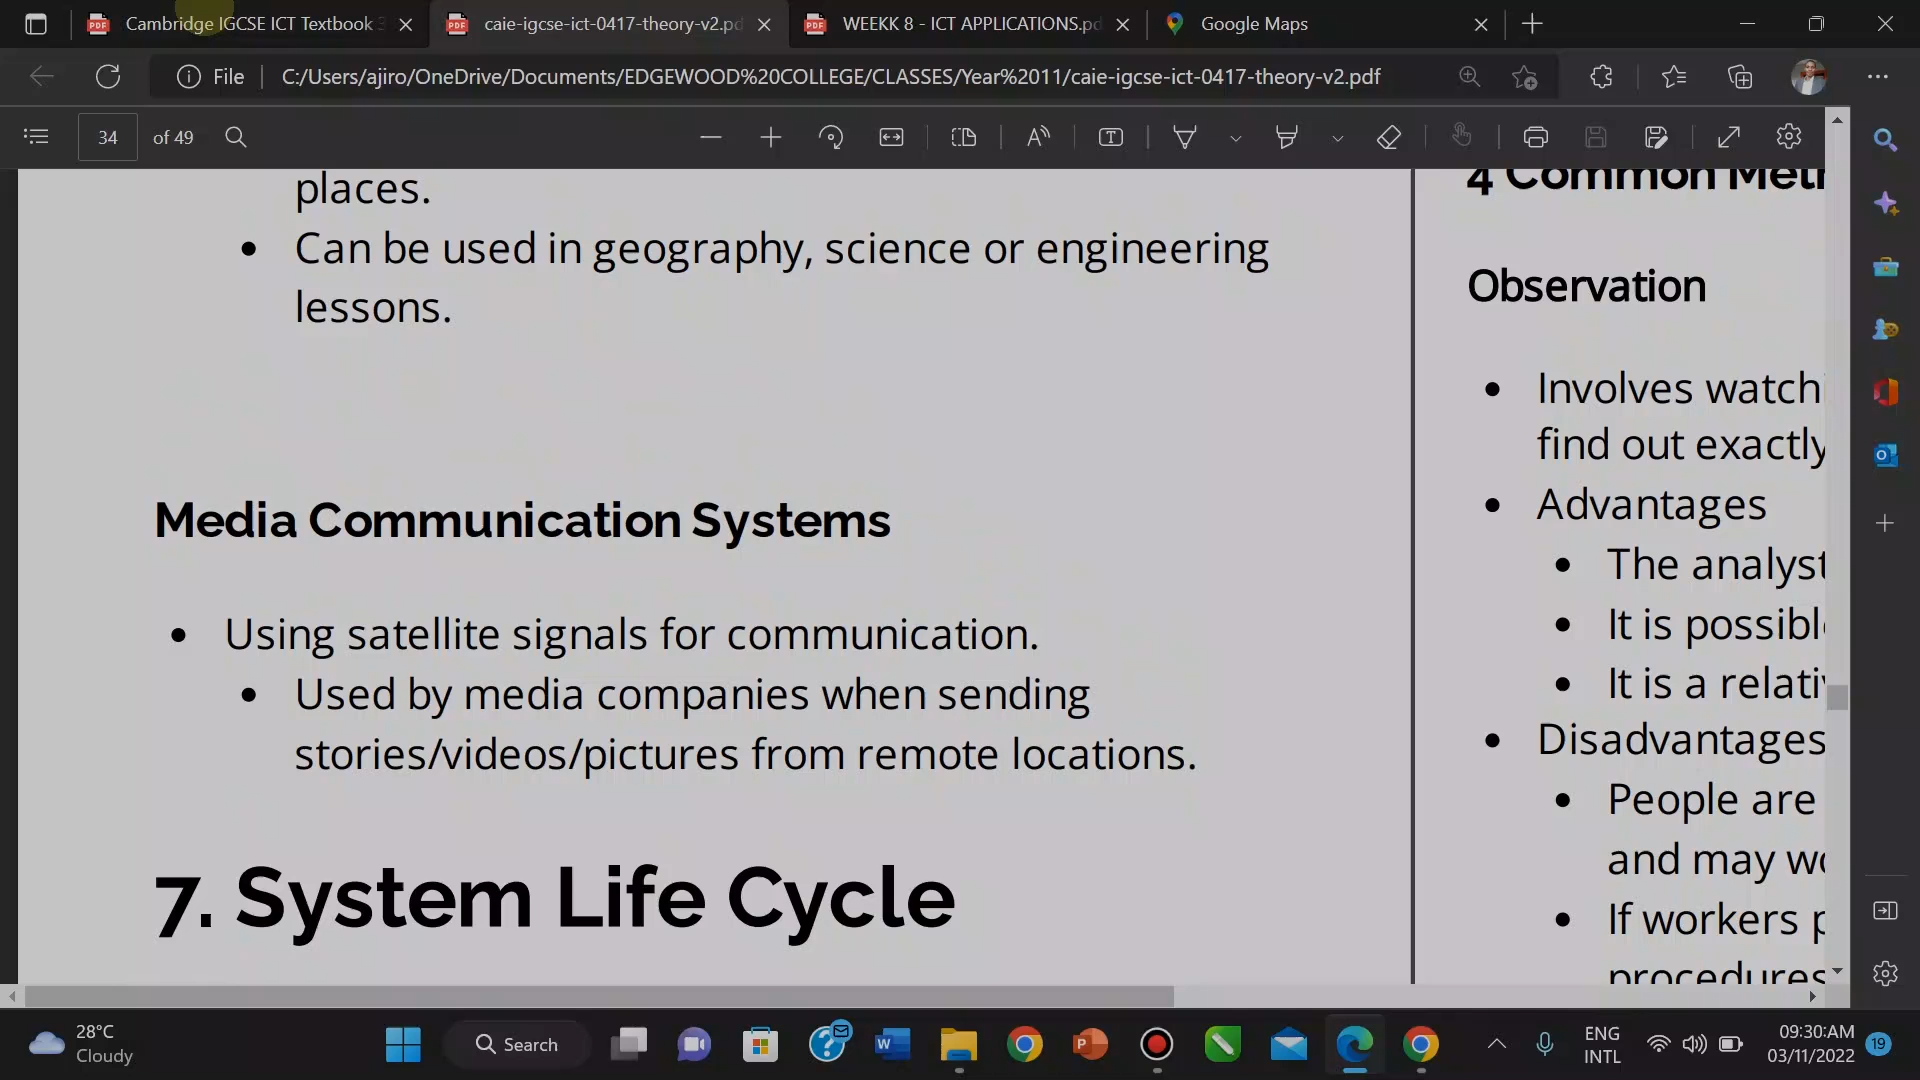 Cambridge IGCSE ICT Textbook 3
caie-igcse-ict-0417-theory-v2.pd
WEEKK 8 - ICT APPLICATIONS.pd
Google Maps
File
C:/Users/ajiro/OneDrive/Documents/EDGEWOOD%20COLLEGE/CLASSES/Year%2011/caie-igcse-ict-0417-theory-v2.pdf
34 of 49
places.
Can be used in geography, science or engineering
lessons.
Media Communication Systems
Using satellite signals for communication.
Used by media companies when sending
stories/videos/pictures from remote locations.
7. System Life Cycle
Observation
Involves watchi
find out exactly
Advantages
The analyst
It is possibl
It is a relati
Disadvantages
People are
and may wo
If workers p
procedures
28°C
Cloudy
Search
ENG
INTL
09:30:AM
03/11/2022
19